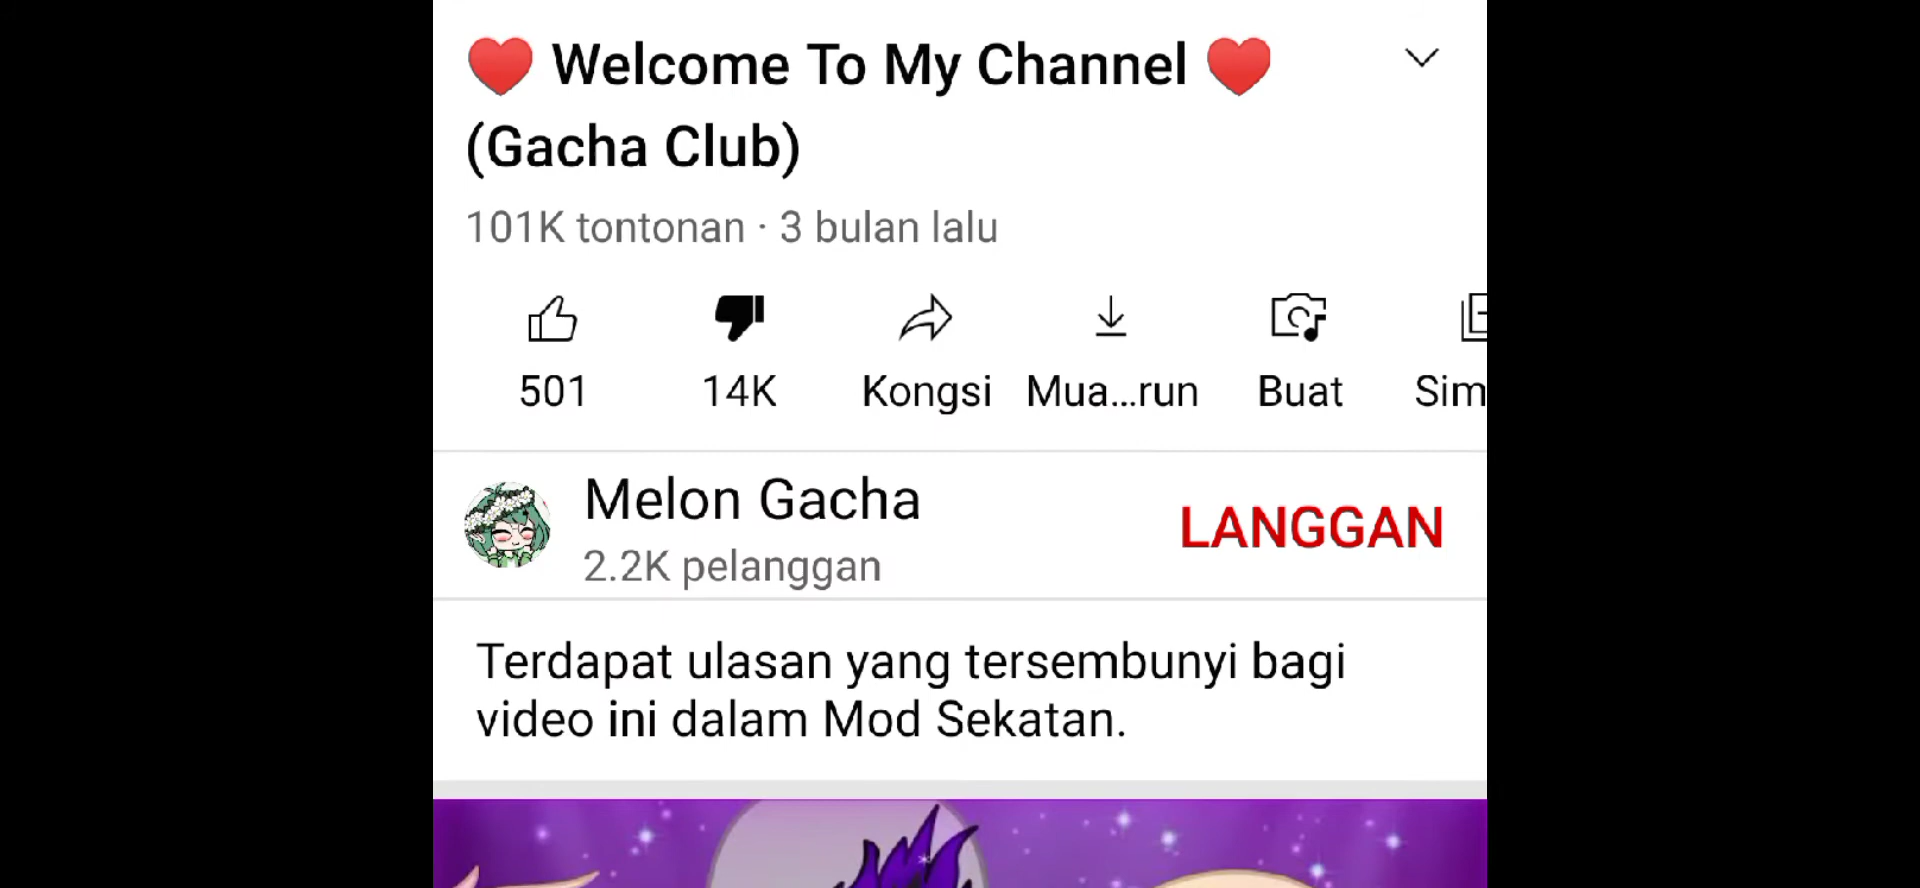 ❤️ Welcome To My Channel ❤️
(Gacha Club)
101K tontonan · 3 bulan lalu
501
14K
Kongsi
Mua...run
Buat
Sim
Melon Gacha
2.2K pelanggan
LANGGAN
Terdapat ulasan yang tersembunyi bagi
video ini dalam Mod Sekatan.